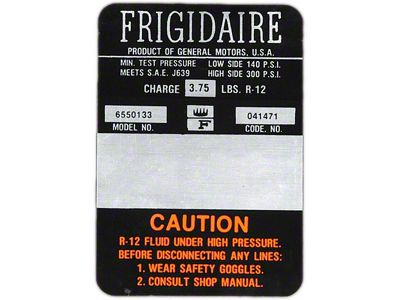 FRIGIDAIRE
PRODUCT OF GENERAL MOTORS, U.S.A.
MIN. TEST PRESSURE LOW SIDE 140 P.S.I.
MEETS S.A.E. J639 HIGH SIDE 300 P.S.I.
CHARGE 3.75 LBS. R-12
6550133 041471
MODEL NO. F CODE. NO.
CAUTION
R-12 FLUID UNDER HIGH PRESSURE.
BEFORE DISCONNECTING ANY LINES:
1. WEAR SAFETY GOGGLES.
2. CONSULT SHOP MANUAL.